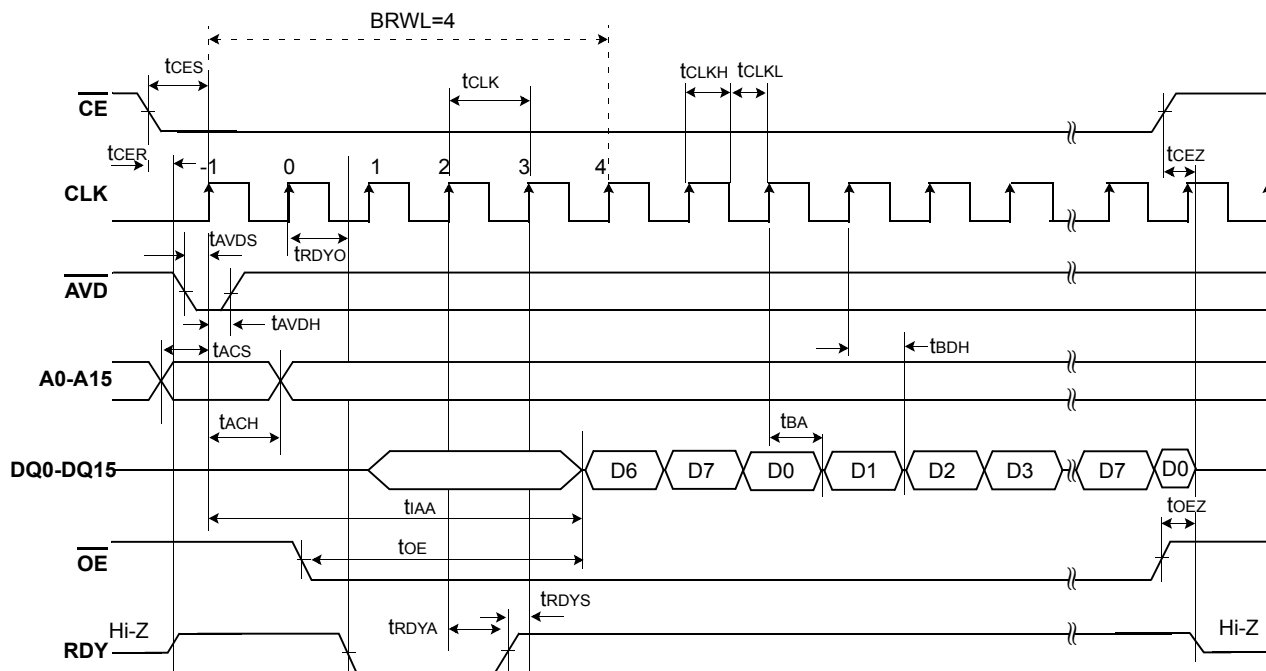 BRWL=4
tCES
tCLK
tCLKH
tCLKL
CE
tCER
tCEZ
-1
0
1
2
3
4
CLK
tAVDS
tRDYO
AVD
tAVDH
tACS
tBDH
A0-A15
tACH
tBA
DQ0-DQ15
D6
D7
D0
D1
D2
D3
D7
D0
tIAA
tOEZ
tOE
OE
tRDYS
Hi-Z
tRDYA
Hi-Z
RDY